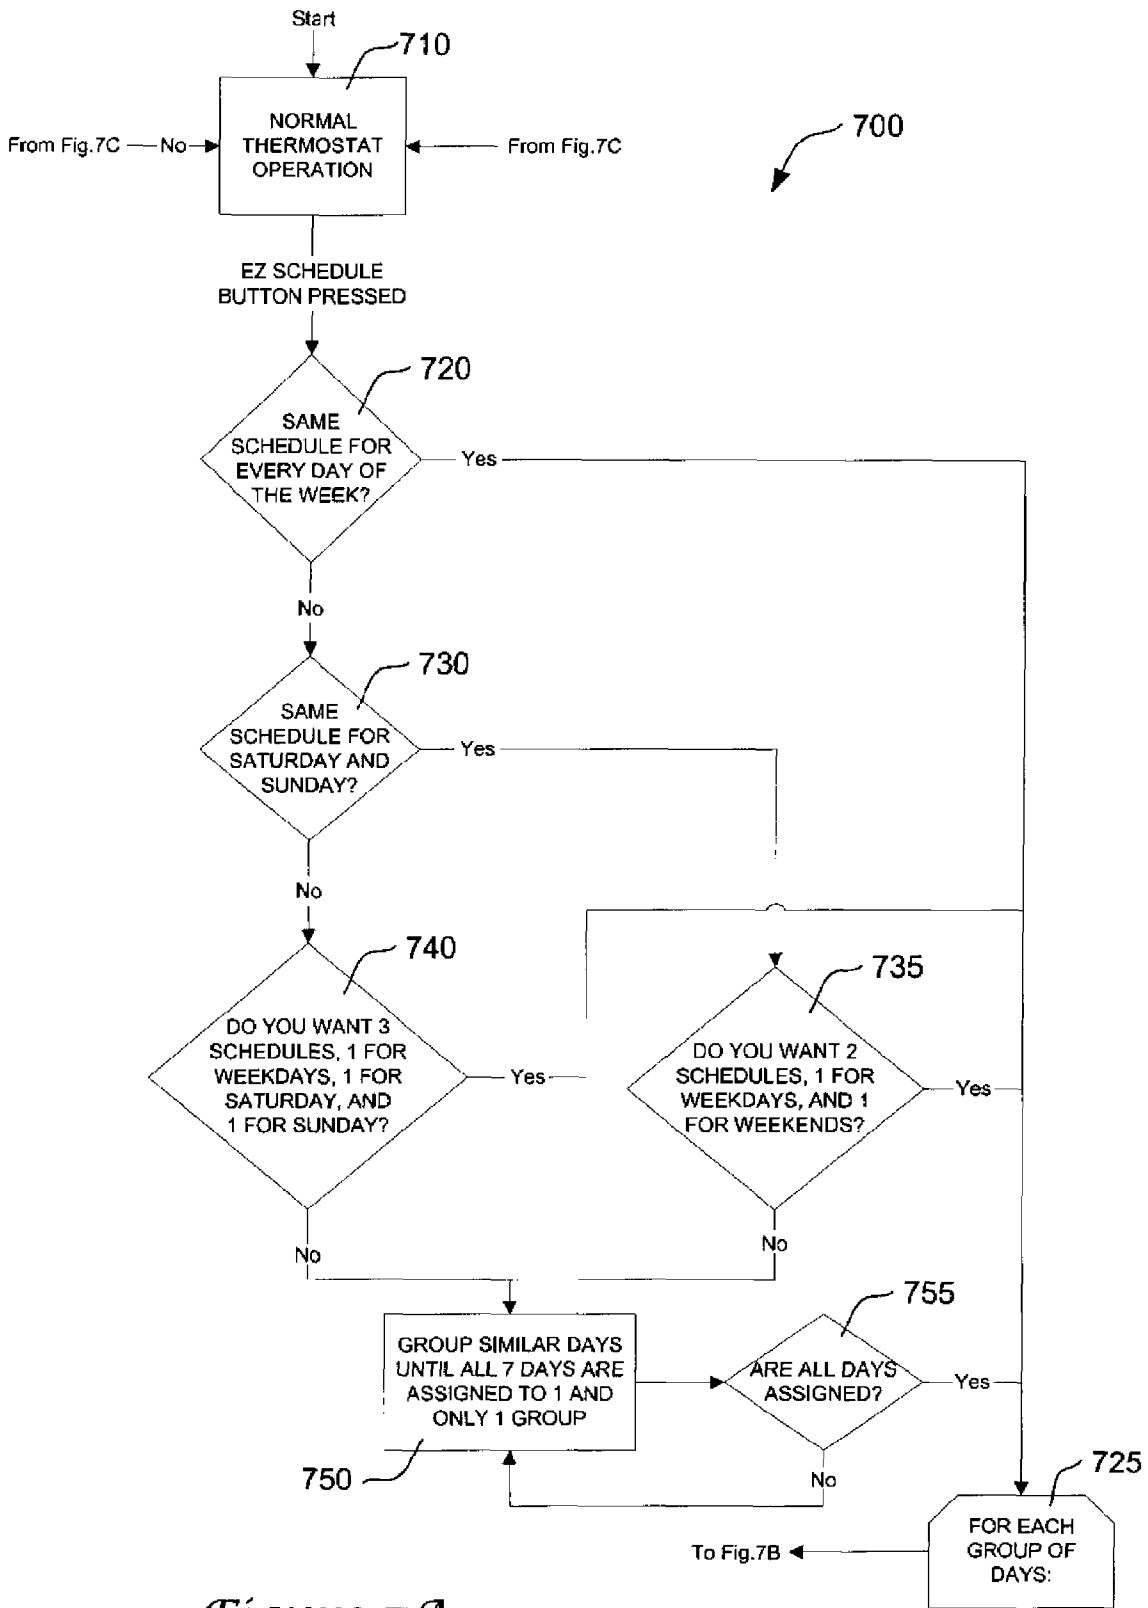 Start
710
NORMAL
THERMOSTAT
OPERATION
From Fig.7C
No
From Fig.7C
700
EZ SCHEDULE
BUTTON PRESSED
720
SAME
SCHEDULE FOR
EVERY DAY OF
THE WEEK?
Yes
No
730
SAME
SCHEDULE FOR
SATURDAY AND
SUNDAY?
Yes
No
740
DO YOU WANT 3
SCHEDULES, 1 FOR
WEEKDAYS, 1 FOR
SATURDAY, AND
1 FOR SUNDAY?
Yes
735
DO YOU WANT 2
SCHEDULES, 1 FOR
WEEKDAYS, AND 1
FOR WEEKENDS?
Yes
No
No
GROUP SIMILAR DAYS
UNTIL ALL 7 DAYS ARE
ASSIGNED TO 1 AND
ONLY 1 GROUP
750
755
ARE ALL DAYS
ASSIGNED?
Yes
No
725
FOR EACH
GROUP OF
DAYS:
To Fig.7B